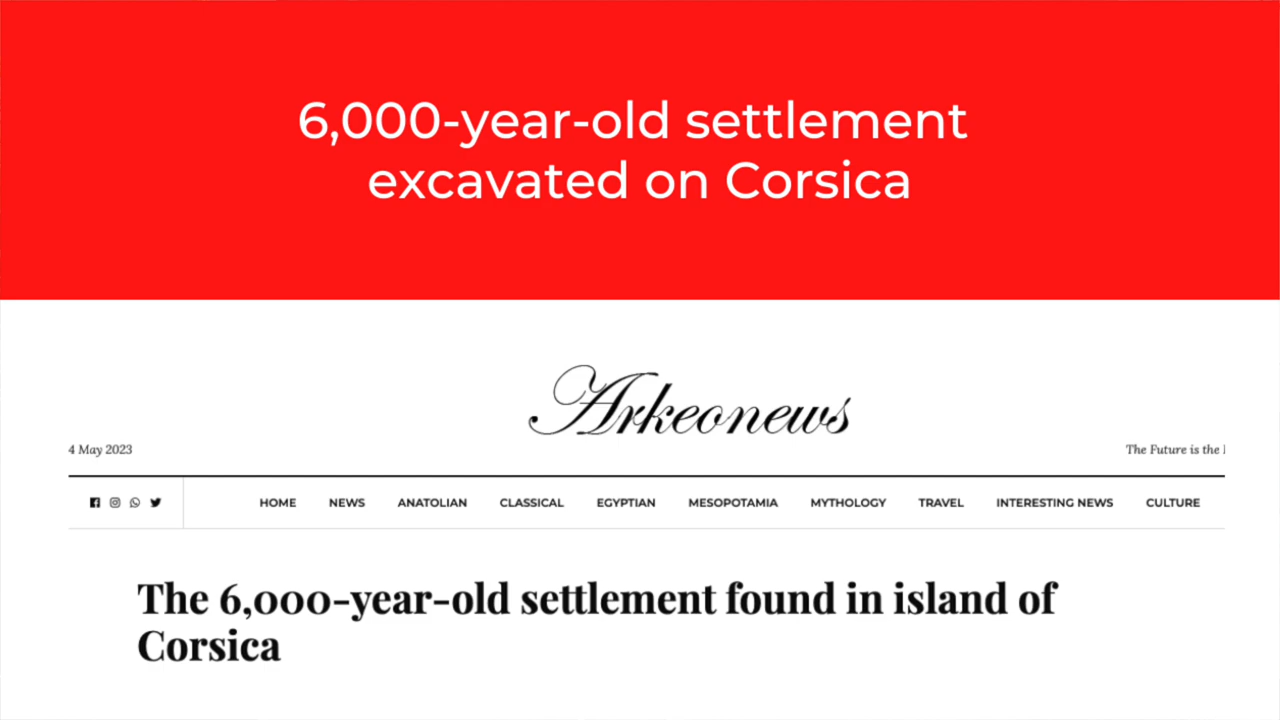 6,000-year-old settlement
excavated on Corsica
Arkeonews
4 May 2023
The Future is the
HOME NEWS ANATOLIAN CLASSICAL EGYPTIAN MESOPOTAMIA MYTHOLOGY TRAVEL INTERESTING NEWS CULTURE
The 6,000-year-old settlement found in island of
Corsica